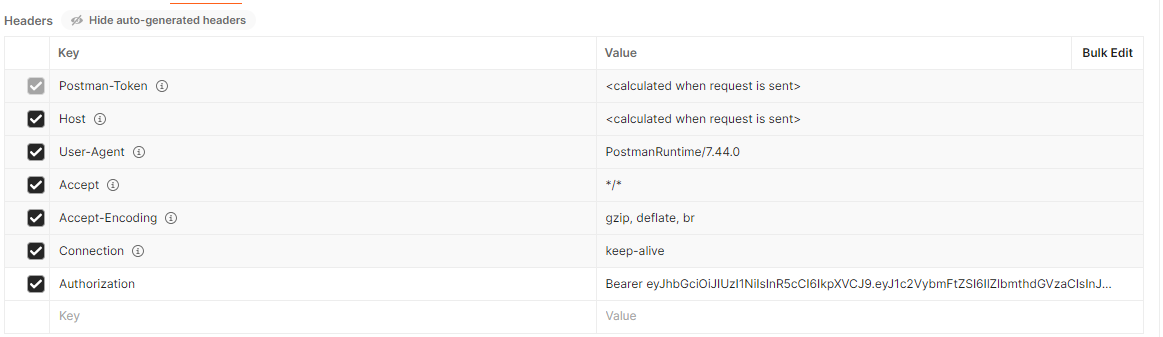 Headers Hide auto-generated headers
Key Value Bulk Edit
Postman-Token <calculated when request is sent>
Host <calculated when request is sent>
User-Agent PostmanRuntime/7.44.0
Accept */*
Accept-Encoding gzip, deflate, br
Connection keep-alive
Authorization Bearer eyJhbGciOiJIUzI1NiIsInR5cCI6IkpXVCJ9.eyJ1c2VybmFtZSI6IlZlbmthdGVzaCIsInJ...
Key Value